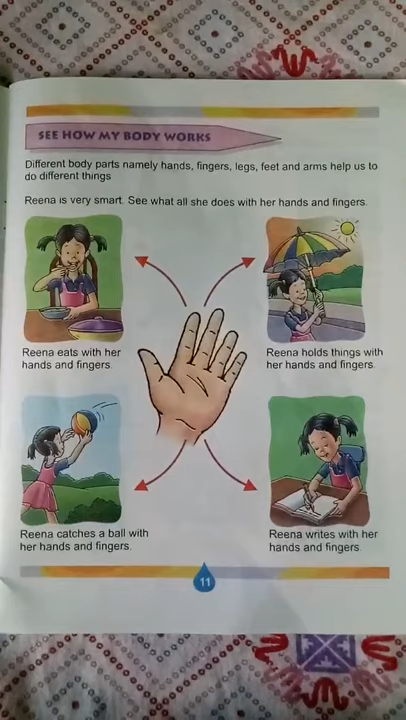 SEE HOW MY BODY WORKS
Different body parts namely hands, fingers, legs, feet and arms help us to
do different things
Reena is very smart. See what all she does with her hands and fingers.
Reena eats with her
hands and fingers.
Reena holds things with
her hands and fingers.
Reena catches a ball with
her hands and fingers.
Reena writes with her
hands and fingers.
11